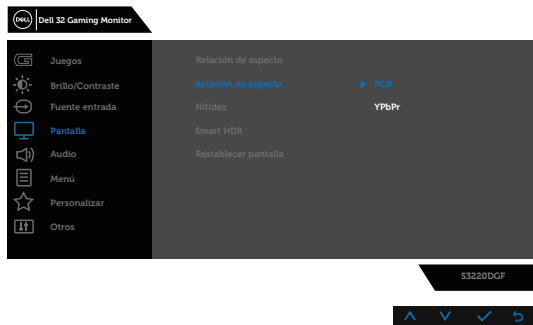 DELL
Dell 32 Gaming Monitor
Juegos
Relación de aspecto
Brillo/Contraste
Relación de aspecto
RGB
Fuente entrada
Nitidez
YPbPr
Pantalla
Smart HDR
Audio
Restablecer pantalla
Menú
Personalizar
Otros
S3220DGF